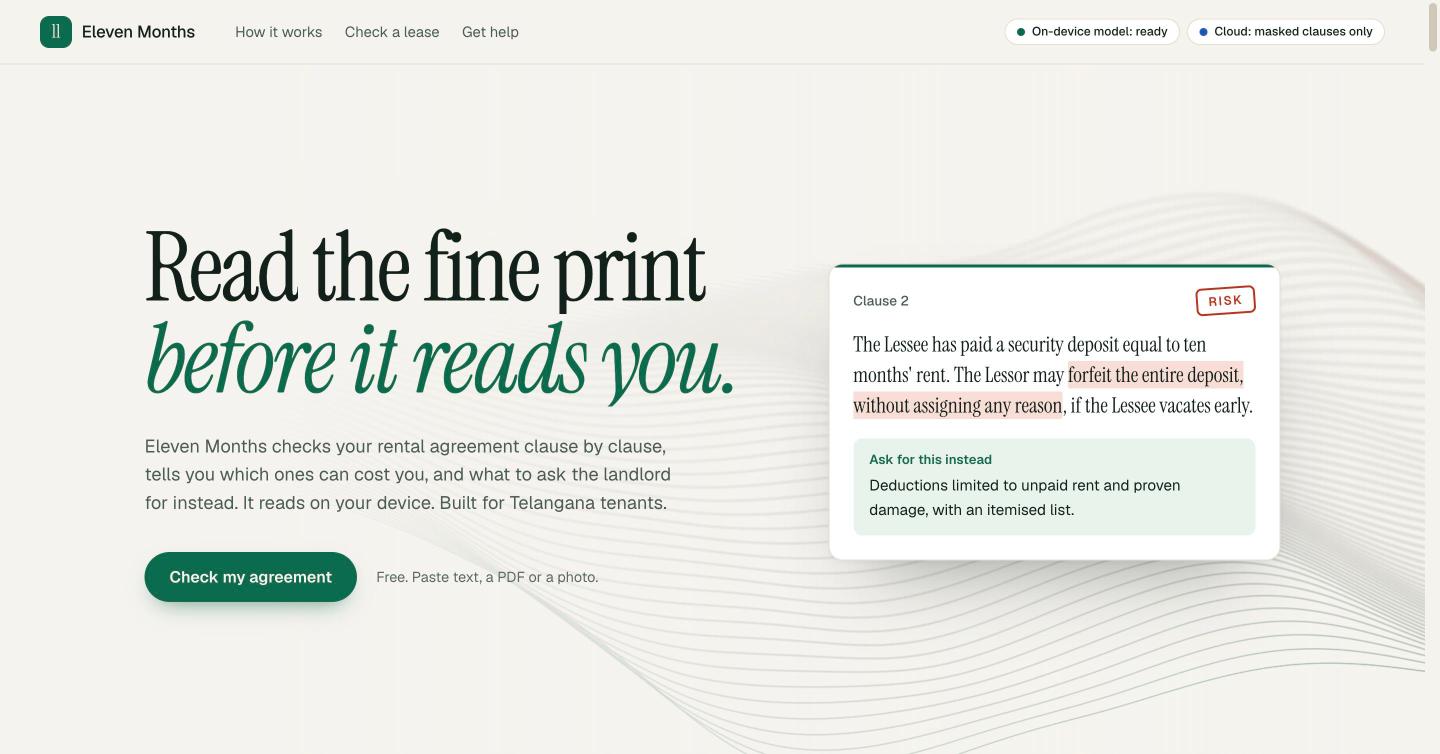 11 Eleven Months
How it works
Check a lease
Get help
On-device model: ready
Cloud: masked clauses only
Read the fine print
before it reads you.
Eleven Months checks your rental agreement clause by clause,
tells you which ones can cost you, and what to ask the landlord
for instead. It reads on your device. Built for Telangana tenants.
Check my agreement
Free. Paste text, a PDF or a photo.
Clause 2
RISK
The Lessee has paid a security deposit equal to ten
months' rent. The Lessor may forfeit the entire deposit,
without assigning any reason, if the Lessee vacates early.
Ask for this instead
Deductions limited to unpaid rent and proven
damage, with an itemised list.